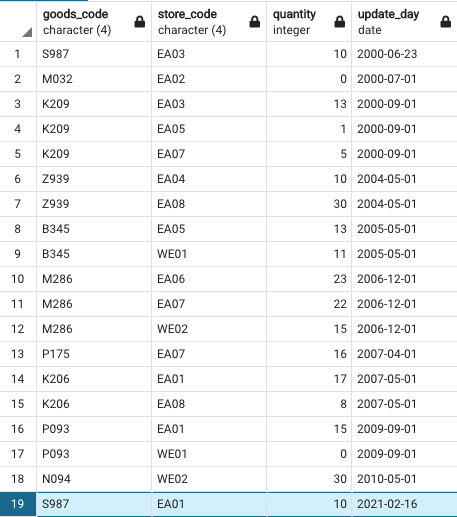 goods_code store_code quantity update_day
character (4) character (4) integer date
1 S987 EA03 10 2000-06-23
2 M032 EA02 0 2000-07-01
3 K209 EA03 13 2000-09-01
4 K209 EA05 1 2000-09-01
5 K209 EA07 5 2000-09-01
6 Z939 EA04 10 2004-05-01
7 Z939 EA08 30 2004-05-01
8 B345 EA05 13 2005-05-01
9 B345 WE01 11 2005-05-01
10 M286 EA06 23 2006-12-01
11 M286 EA07 22 2006-12-01
12 M286 WE02 15 2006-12-01
13 P175 EA07 16 2007-04-01
14 K206 EA01 17 2007-05-01
15 K206 EA08 8 2007-05-01
16 P093 EA01 15 2009-09-01
17 P093 WE01 0 2009-09-01
18 N094 WE02 30 2010-05-01
19 S987 EA01 10 2021-02-16